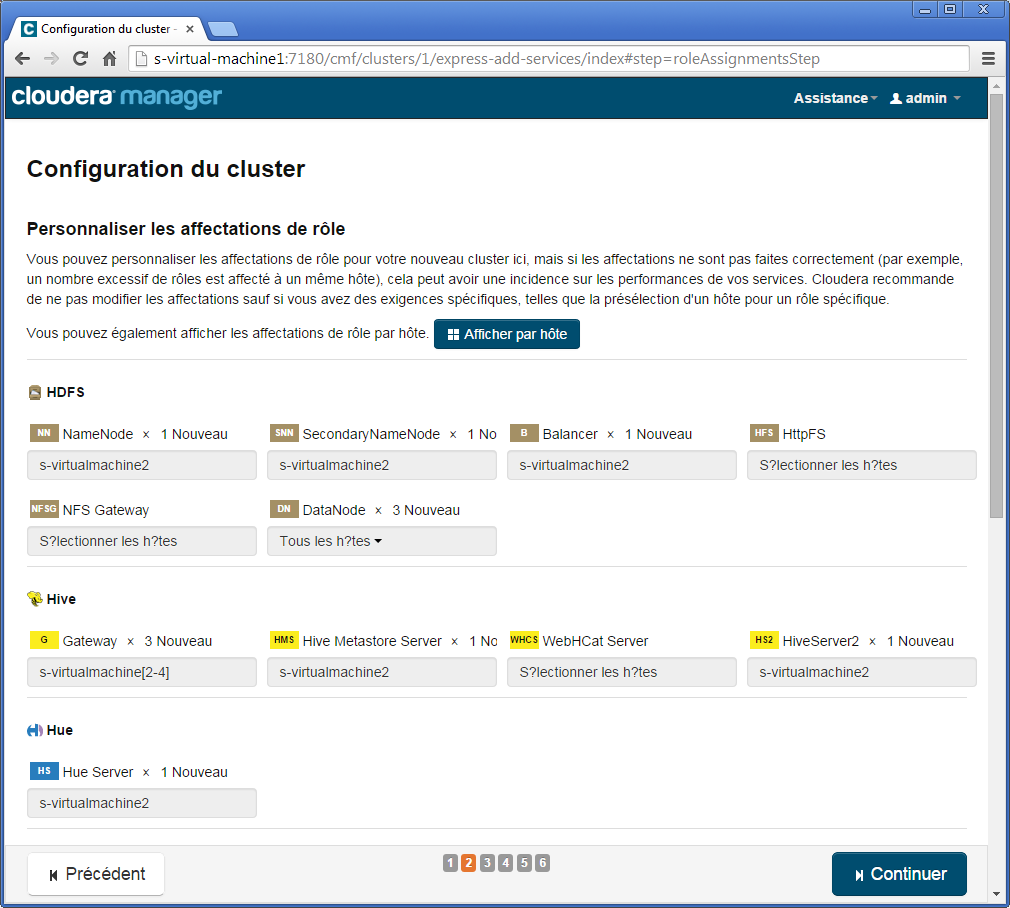 Configuration du cluster -
s-virtual-machine1:7180/cmf/clusters/1/express-add-services/index#step=roleAssignmentsStep
cloudera manager
Assistance
admin
Configuration du cluster
Personnaliser les affectations de rôle
Vous pouvez personnaliser les affectations de rôle pour votre nouveau cluster ici, mais si les affectations ne sont pas faites correctement (par exemple,
un nombre excessif de rôles est affecté à un même hôte), cela peut avoir une incidence sur les performances de vos services. Cloudera recommande
de ne pas modifier les affectations sauf si vous avez des exigences spécifiques, telles que la présélection d'un hôte pour un rôle spécifique.
Vous pouvez également afficher les affectations de rôle par hôte.
Afficher par hôte
HDFS
NN NameNode × 1 Nouveau
SNN SecondaryNameNode × 1 No
B Balancer × 1 Nouveau
HFS HttpFS
s-virtualmachine2
s-virtualmachine2
s-virtualmachine2
S?lectionner les h?tes
NFSG NFS Gateway
DN DataNode × 3 Nouveau
S?lectionner les h?tes
Tous les h?tes
Hive
G Gateway × 3 Nouveau
HMS Hive Metastore Server × 1 No
WHCS WebHCat Server
HS2 HiveServer2 × 1 Nouveau
s-virtualmachine[2-4]
s-virtualmachine2
S?lectionner les h?tes
s-virtualmachine2
Hue
HS Hue Server × 1 Nouveau
s-virtualmachine2
Précédent
1 2 3 4 5 6
Continuer